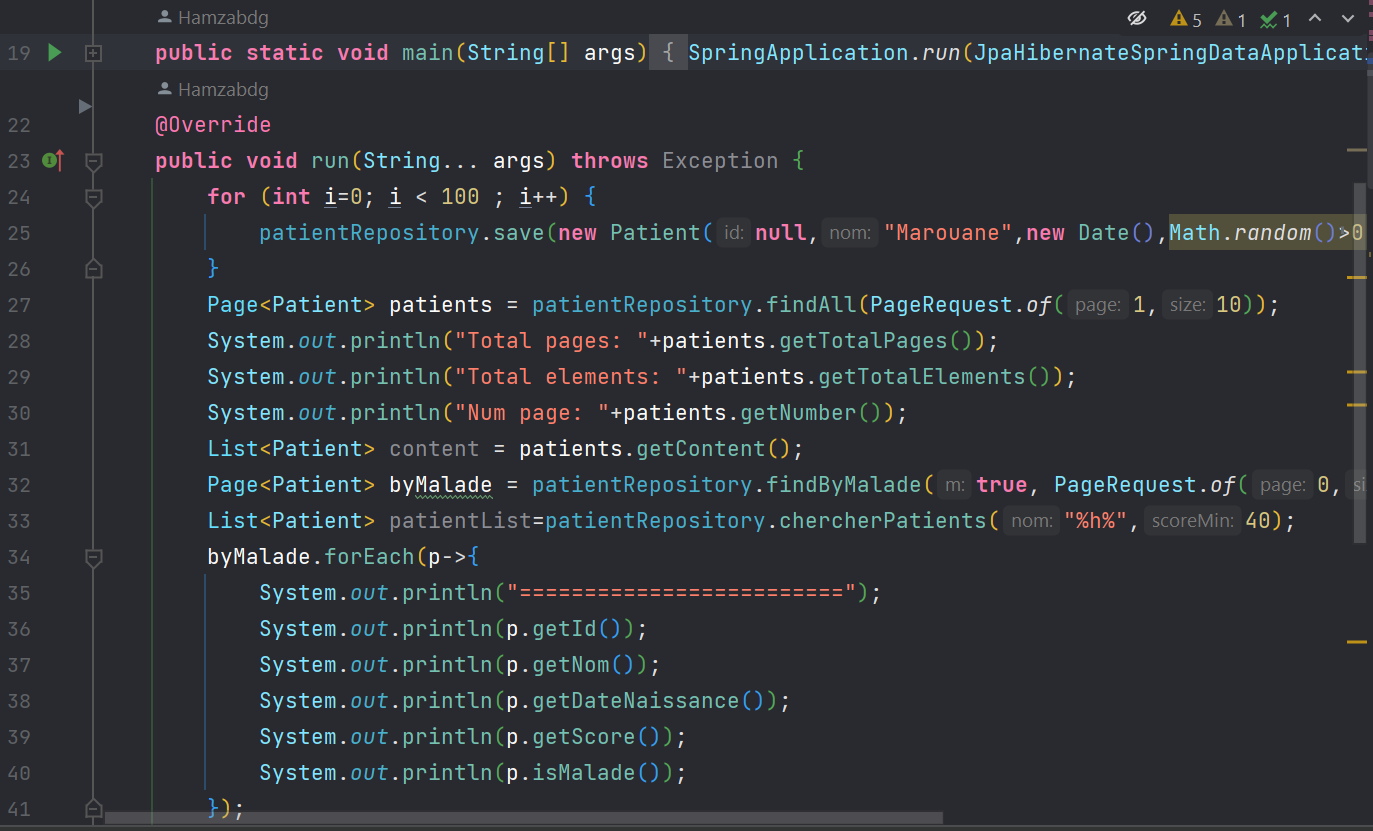 Hamzabdg
5 1 1
19 public static void main(String[] args) { SpringApplication.run(JpaHibernateSpringDataApplicati
Hamzabdg
22 @Override
23 public void run(String... args) throws Exception {
24 for (int i=0; i < 100 ; i++) {
25 patientRepository.save(new Patient( id: null, nom: "Marouane",new Date(),Math.random()>0
26 }
27 Page<Patient> patients = patientRepository.findAll(PageRequest.of( page: 1, size: 10));
28 System.out.println("Total pages: "+patients.getTotalPages());
29 System.out.println("Total elements: "+patients.getTotalElements());
30 System.out.println("Num page: "+patients.getNumber());
31 List<Patient> content = patients.getContent();
32 Page<Patient> byMalade = patientRepository.findByMalade( m: true, PageRequest.of( page: 0, si
33 List<Patient> patientList=patientRepository.chercherPatients( nom: "%h%", scoreMin: 40);
34 byMalade.forEach(p->{
35 System.out.println("=========================");
36 System.out.println(p.getId());
37 System.out.println(p.getNom());
38 System.out.println(p.getDateNaissance());
39 System.out.println(p.getScore());
40 System.out.println(p.isMalade());
41 });